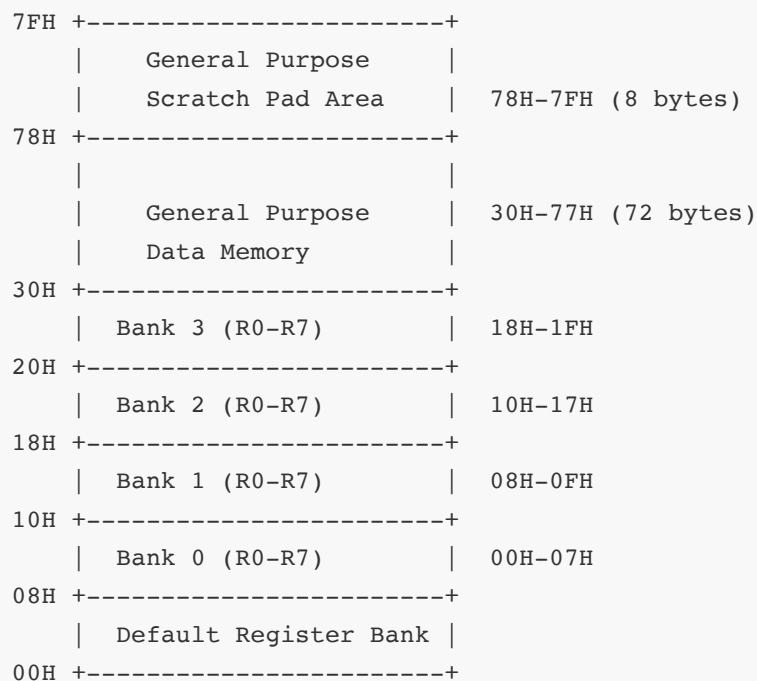 7FH +------------------------+
    |    General Purpose     |
    |    Scratch Pad Area    |  78H-7FH (8 bytes)
78H +------------------------+
    |                        |
    |    General Purpose     |  30H-77H (72 bytes)
    |    Data Memory         |
30H +------------------------+
    |  Bank 3 (R0-R7)        |  18H-1FH
20H +------------------------+
    |  Bank 2 (R0-R7)        |  10H-17H
18H +------------------------+
    |  Bank 1 (R0-R7)        |  08H-0FH
10H +------------------------+
    |  Bank 0 (R0-R7)        |  00H-07H
08H +------------------------+
    |  Default Register Bank |
00H +------------------------+